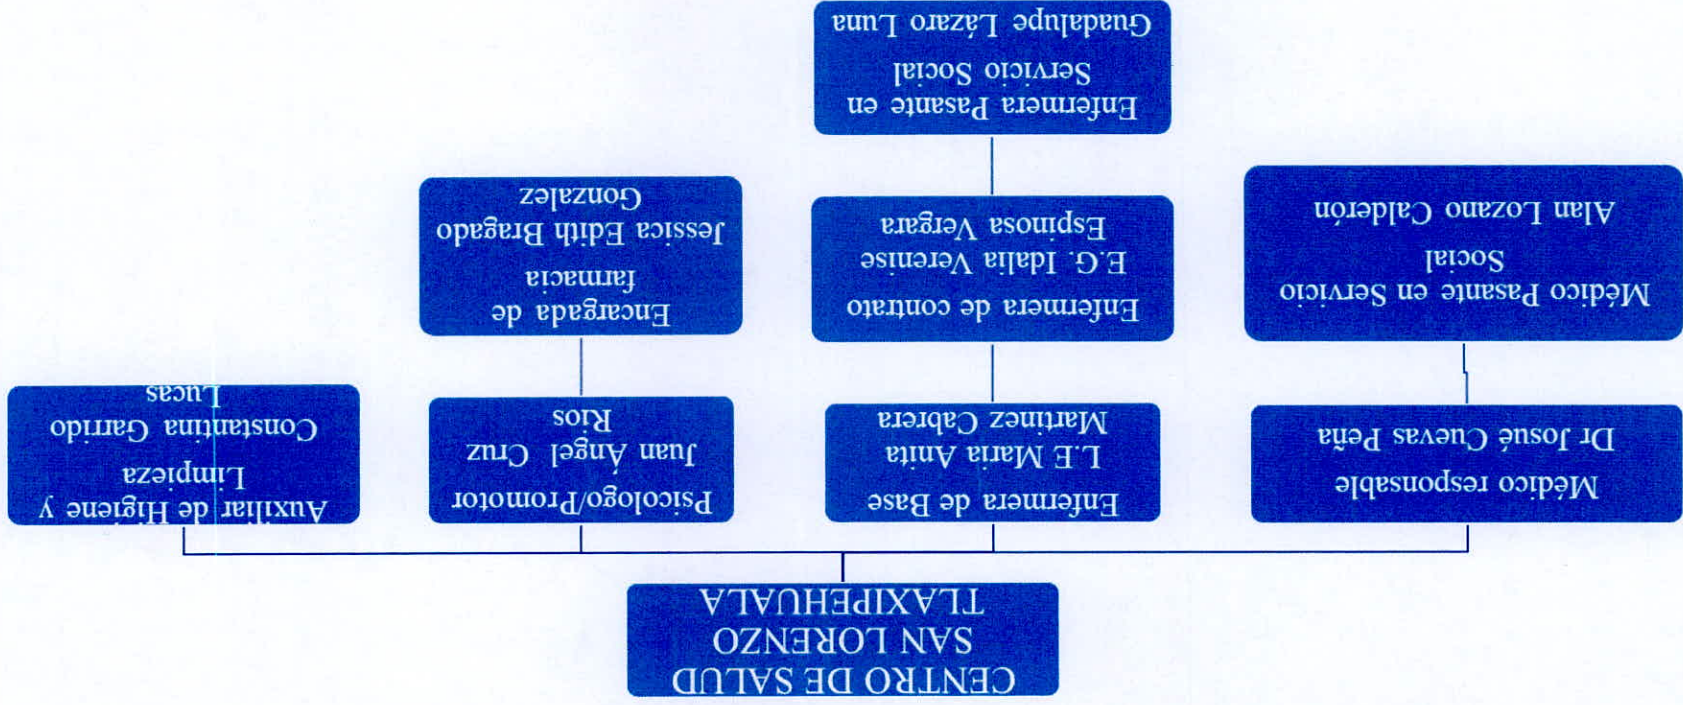 CENTRO DE SALUD
SAN LORENZO
TLAXIPEHUALA
Médico responsable
Dr Josué Cuevas Peña
Médico Pasante en Servicio
Social
Alan Lozano Calderón
Enfermera de Base
L.E Maria Anita
Martinez Cabrera
Enfermera de contrato
E.G. Idalia Verenise
Espinosa Vergara
Enfermera Pasante en
Servicio Social
Guadalupe Lázaro Luna
Psicologo/Promotor
Juan Ángel Cruz
Rios
Encargada de
farmacia
Jessica Edith Bragado
Gonzalez
Auxiliar de Higiene y
Limpieza
Constantina Garrido
Lucas